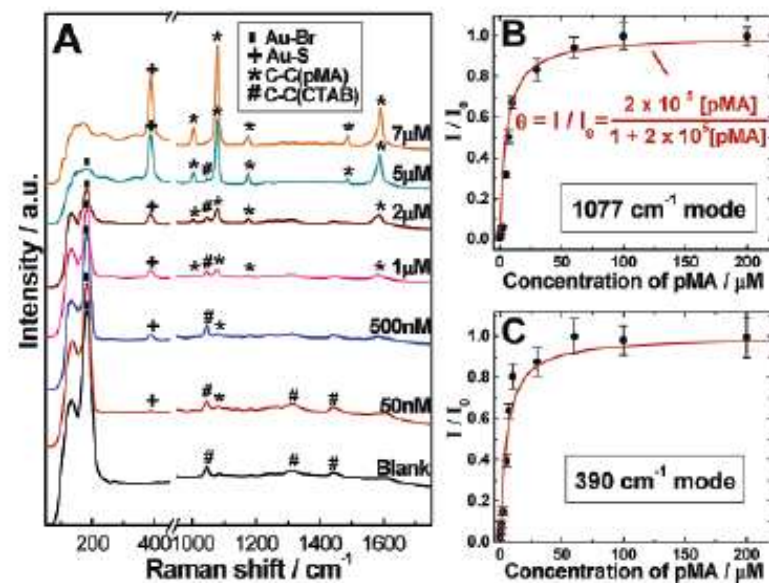 A
▪ Au-Br
+ Au-S
* C-C(pMA)
# C-C(CTAB)
7μM
5μM
2μM
1μM
500nM
50nM
Blank
Intensity / a.u.
200 400 1000 1200 1400 1600
Raman shift / cm⁻¹
B
1.0
0.8
0.6
0.4
0.2
0.0
I / I₀
θ = I / I₀ = 2 x 10⁵ [pMA] / 1 + 2 x 10⁵[pMA]
1077 cm⁻¹ mode
0 50 100 150 200
Concentration of pMA / μM
C
1.0
0.8
0.6
0.4
0.2
0.0
I / I₀
390 cm⁻¹ mode
0 50 100 150 200
Concentration of pMA / μM